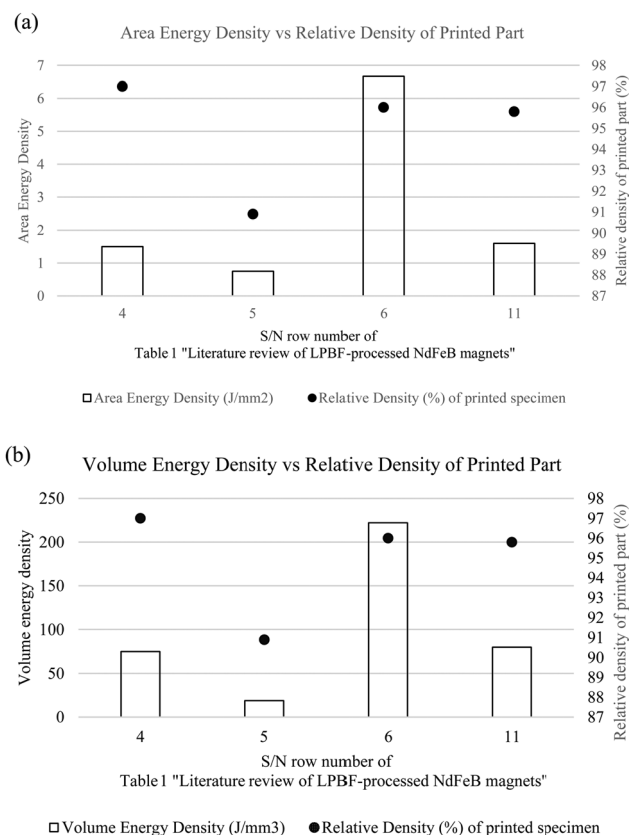 (a)
Area Energy Density vs Relative Density of Printed Part
7
6
5
4
3
2
1
0
Area Energy Density
98
97
96
95
94
93
92
91
90
89
88
87
Relative density of printed part (%)
4 5 6 11
S/N row number of
Table 1 "Literature review of LPBF-processed NdFeB magnets"
Area Energy Density (J/mm2) Relative Density (%) of printed specimen
(b)
Volume Energy Density vs Relative Density of Printed Part
250
200
150
100
50
0
Volume energy density
98
97
96
95
94
93
92
91
90
89
88
87
Relative density of printed part (%)
4 5 6 11
S/N row number of
Table 1 "Literature review of LPBF-processed NdFeB magnets"
Volume Energy Density (J/mm3) Relative Density (%) of printed specimen